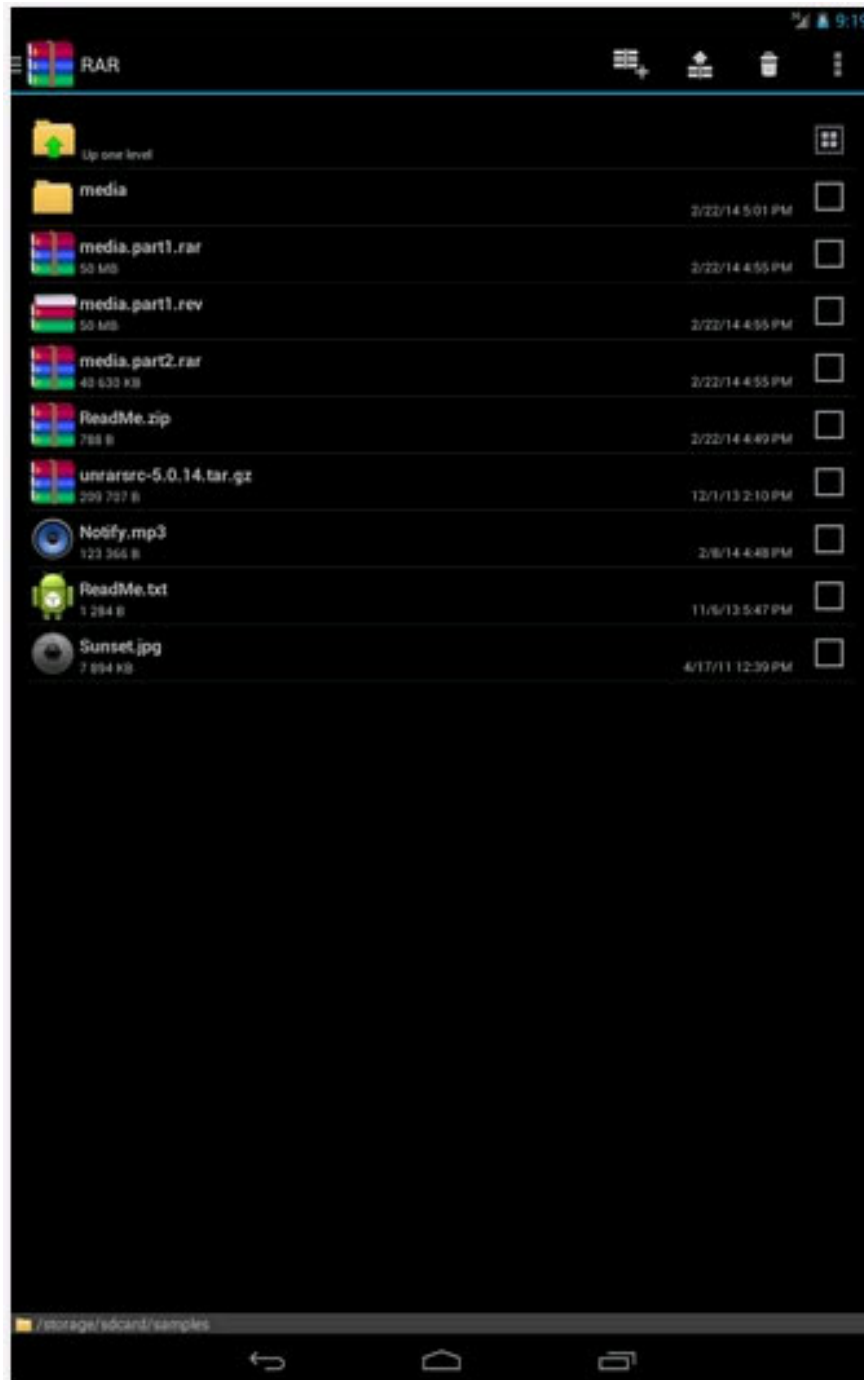 9:19
RAR
Up one level
media
2/22/14 5:01 PM
media.part1.rar
50 MB
2/22/14 4:55 PM
media.part1.rev
50 MB
2/22/14 4:55 PM
media.part2.rar
40 630 KB
2/22/14 4:55 PM
ReadMe.zip
788 B
2/22/14 4:49 PM
unrarsrc-5.0.14.tar.gz
299 707 B
12/1/13 2:10 PM
Notify.mp3
123 366 B
2/8/14 4:48 PM
ReadMe.txt
1 284 B
11/6/13 5:47 PM
Sunset.jpg
7 894 KB
4/17/11 12:39 PM
/storage/sdcard/samples